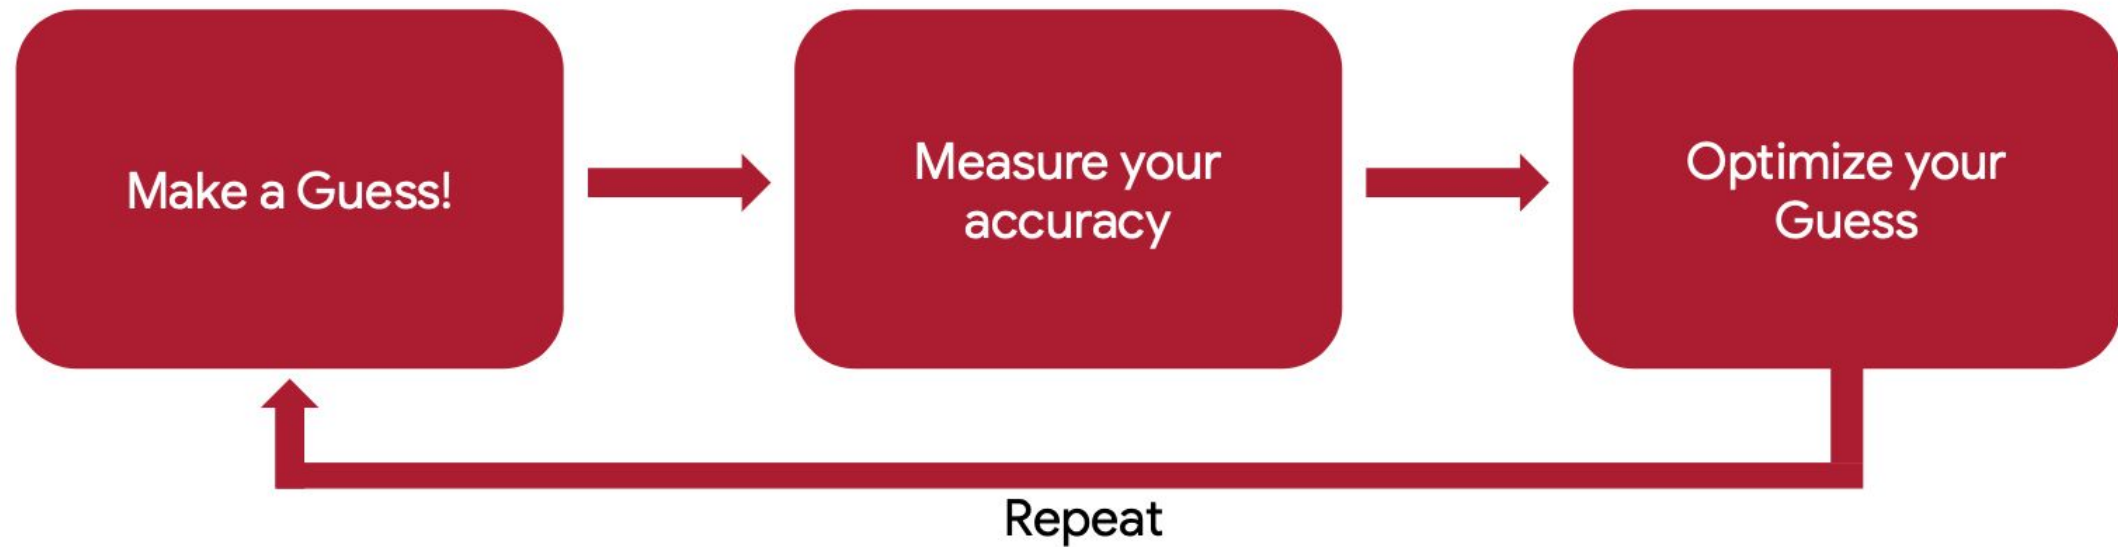 Make a Guess!
Measure your
accuracy
Optimize your
Guess
Repeat